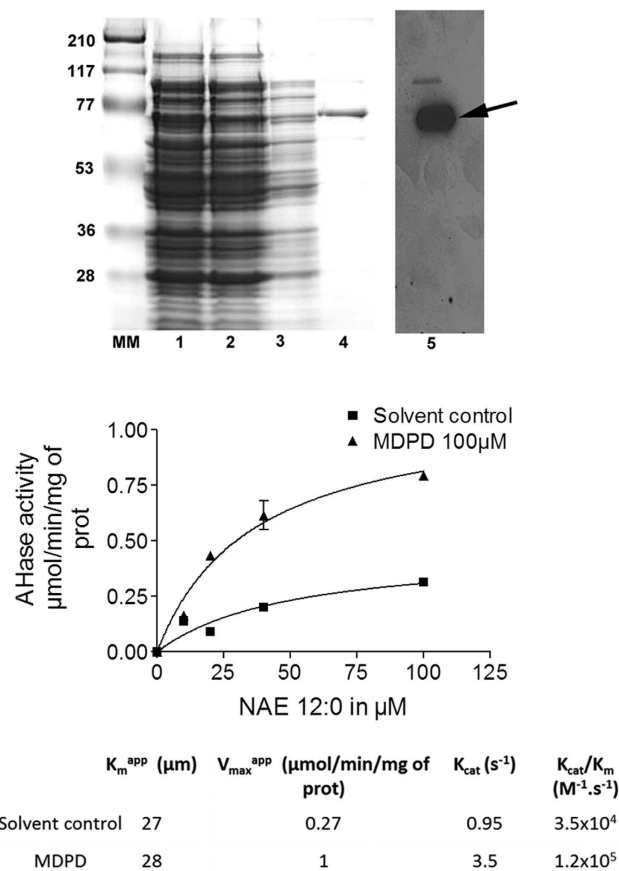 210
117
77
53
36
28
MM 1 2 3 4 5
■ Solvent control
▲ MDPD 100µM
AHase activity
µmol/min/mg of
prot
1.00
0.75
0.50
0.25
0.00
0 25 50 75 100 125
NAE 12:0 in µM
Kₘᵃᵖᵖ (µm) Vₘₐₓᵃᵖᵖ (µmol/min/mg of prot) K꜀ₐₜ (s⁻¹) K꜀ₐₜ/Kₘ (M⁻¹.s⁻¹)
Solvent control 27 0.27 0.95 3.5x10⁴
MDPD 28 1 3.5 1.2x10⁵